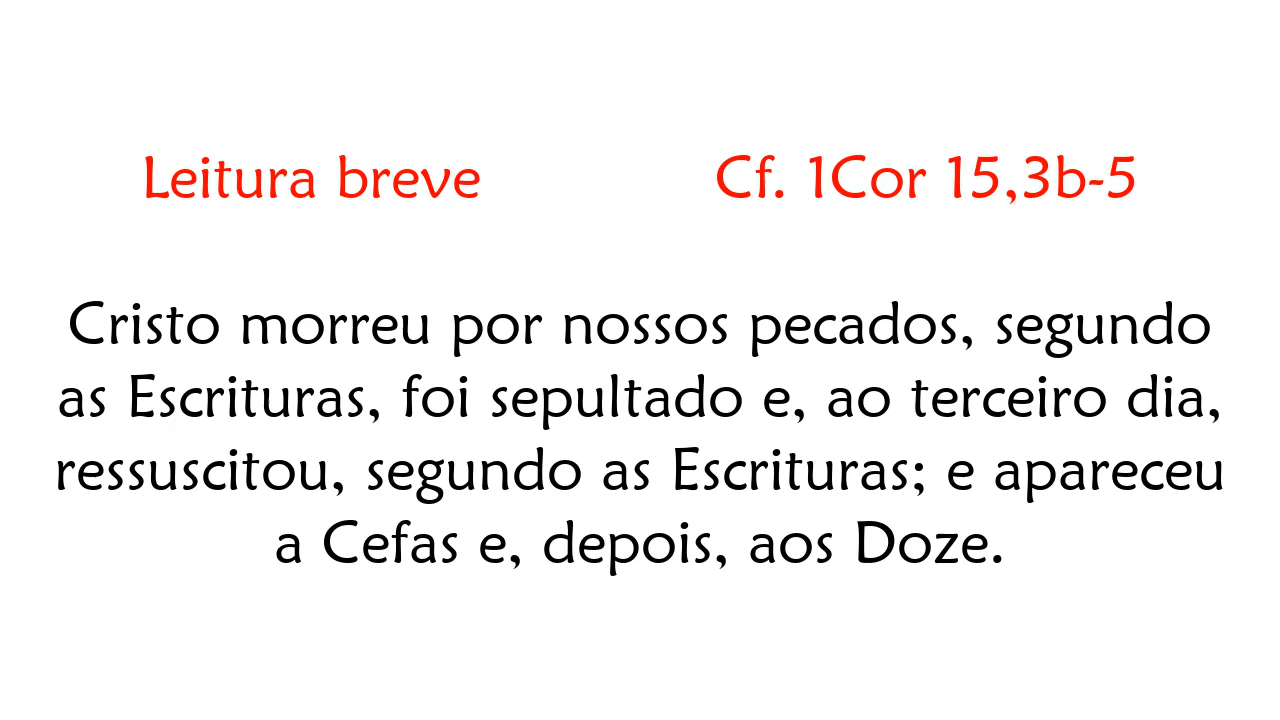 Leitura breve Cf. 1Cor 15,3b-5
Cristo morreu por nossos pecados, segundo
as Escrituras, foi sepultado e, ao terceiro dia,
ressuscitou, segundo as Escrituras; e apareceu
a Cefas e, depois, aos Doze.